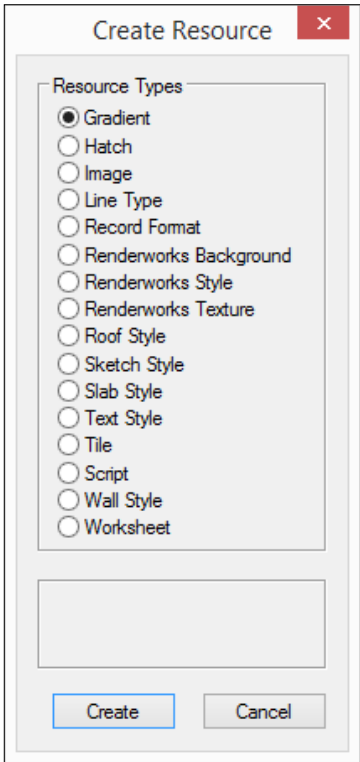 Create Resource
Resource Types
Gradient
Hatch
Image
Line Type
Record Format
Renderworks Background
Renderworks Style
Renderworks Texture
Roof Style
Sketch Style
Slab Style
Text Style
Tile
Script
Wall Style
Worksheet
Create Cancel